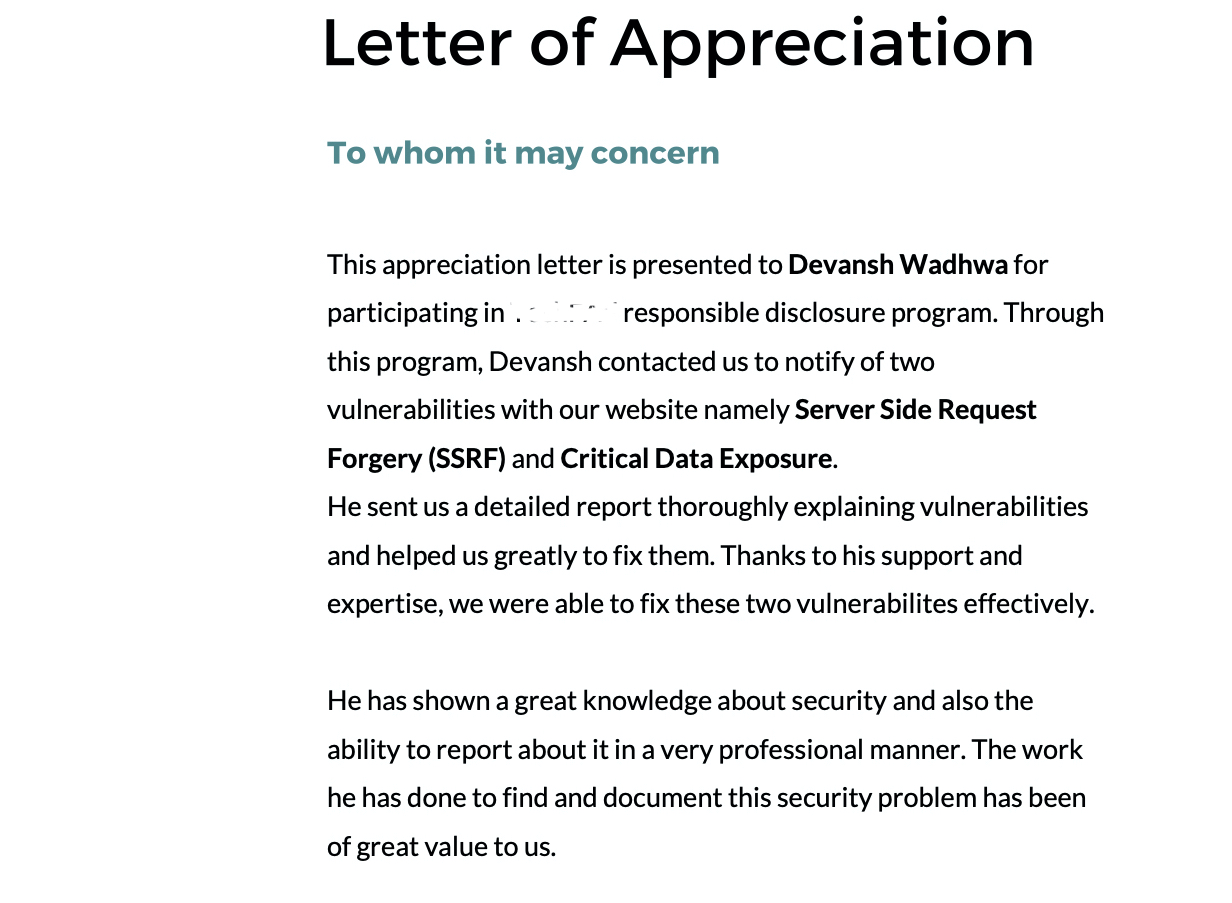 Letter of Appreciation
To whom it may concern
This appreciation letter is presented to Devansh Wadhwa for
participating in responsible disclosure program. Through
this program, Devansh contacted us to notify of two
vulnerabilities with our website namely Server Side Request
Forgery (SSRF) and Critical Data Exposure.
He sent us a detailed report thoroughly explaining vulnerabilities
and helped us greatly to fix them. Thanks to his support and
expertise, we were able to fix these two vulnerabilites effectively.
He has shown a great knowledge about security and also the
ability to report about it in a very professional manner. The work
he has done to find and document this security problem has been
of great value to us.